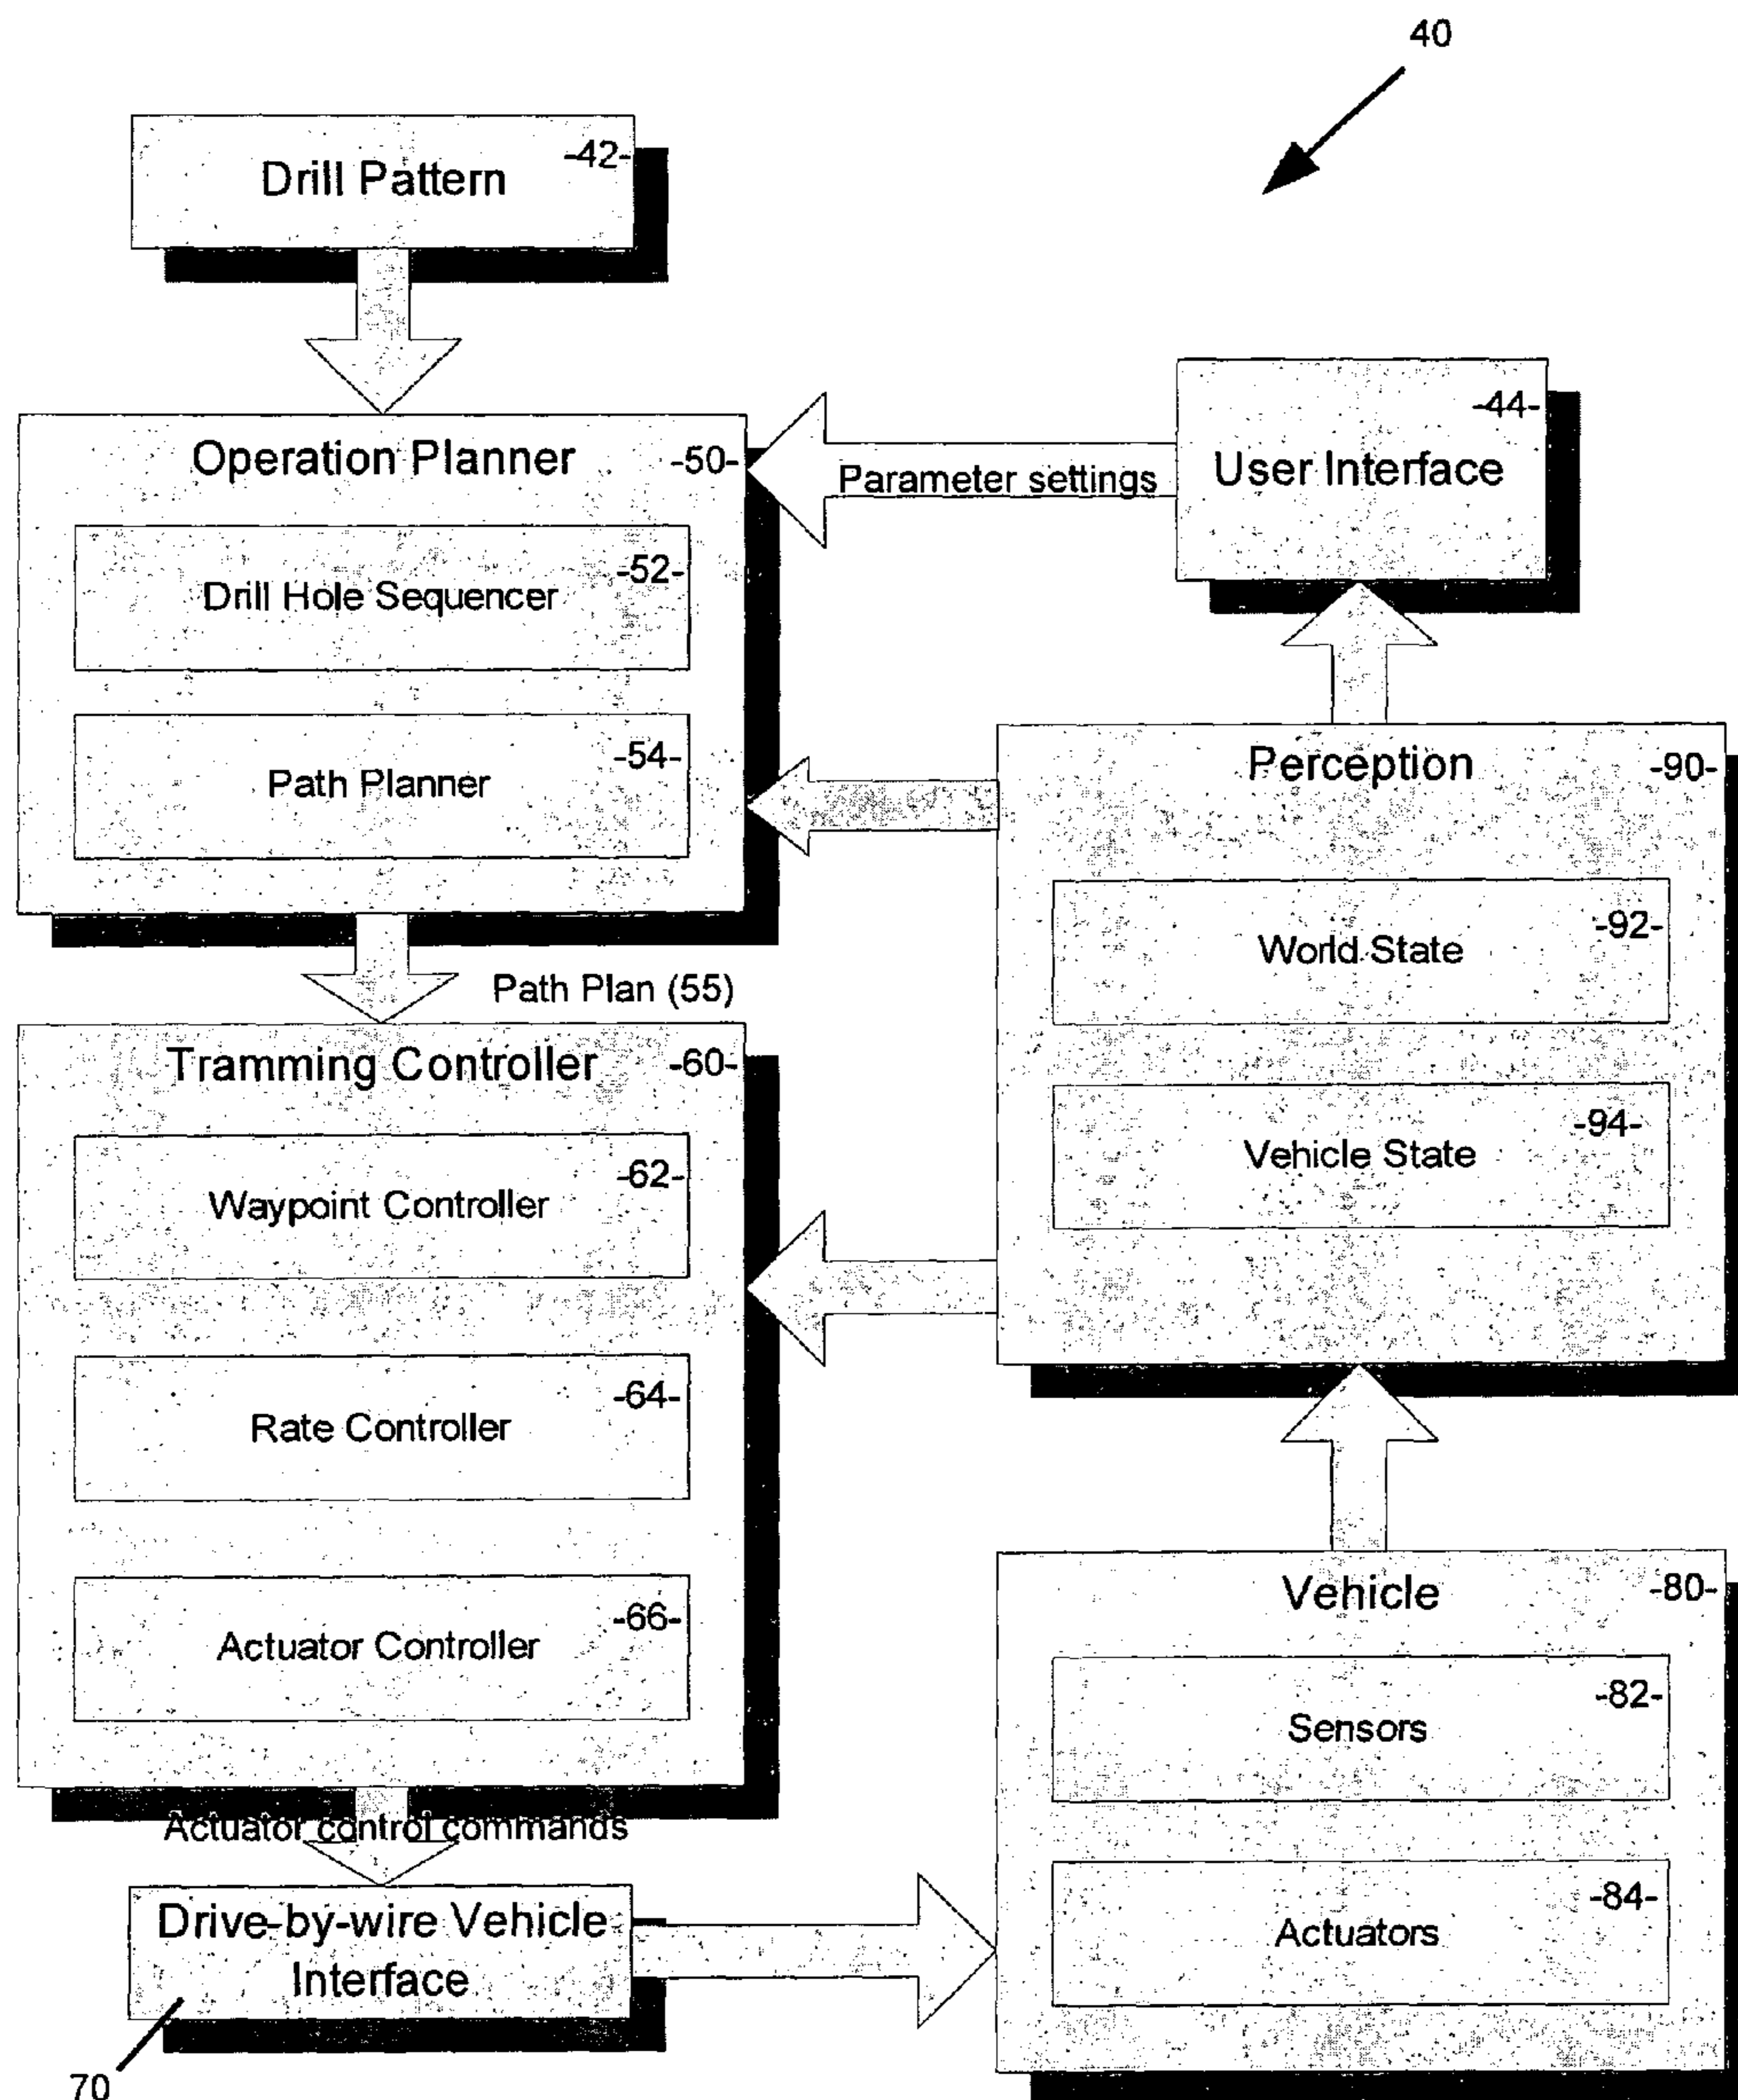 40
-42-
Drill Pattern
-44-
User Interface
Parameter settings
Operation Planner
-50-
-52-
Drill Hole Sequencer
-54-
Path Planner
Path Plan (55)
Perception
-90-
-92-
World State
-94-
Vehicle State
Tramming Controller
-60-
-62-
Waypoint Controller
-64-
Rate Controller
-66-
Actuator Controller
Actuator control commands
Drive-by-wire Vehicle
Interface
70
Vehicle
-80-
-82-
Sensors
-84-
Actuators